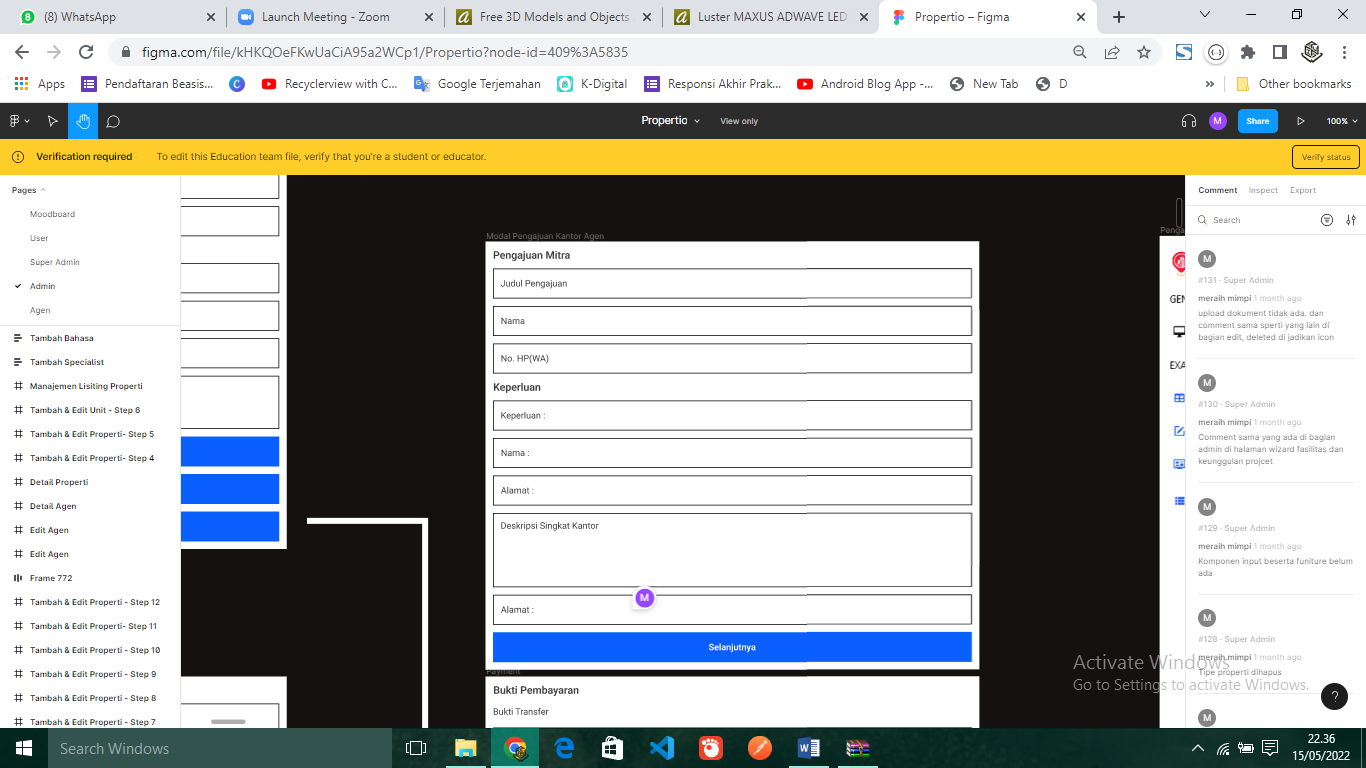 (8) WhatsApp
Launch Meeting - Zoom
Free 3D Models and Objects
Luster MAXUS ADWAVE LED
Propertio – Figma
figma.com/file/kHKQOeFKwUaCiA95a2WCp1/Propertio?node-id=409%3A5835
Apps
Pendaftaran Beasis...
Recyclerview with C...
Google Terjemahan
K-Digital
Responsi Akhir Prak...
Android Blog App -...
New Tab
D
Other bookmarks
Propertio
View only
M
Share
100%
Verification required
To edit this Education team file, verify that you're a student or educator.
Verify status
Pages
Moodboard
User
Super Admin
Admin
Agen
Tambah Bahasa
Tambah Specialist
Manajemen Lisiting Properti
Tambah & Edit Unit - Step 6
Tambah & Edit Properti- Step 5
Tambah & Edit Properti- Step 4
Detail Properti
Detail Agen
Edit Agen
Edit Agen
Frame 772
Tambah & Edit Properti - Step 12
Tambah & Edit Properti- Step 11
Tambah & Edit Properti- Step 10
Tambah & Edit Properti - Step 9
Tambah & Edit Properti - Step 8
Tambah & Edit Properti - Step 7
Modal Pengajuan Kantor Agen
Pengajuan Mitra
Judul Pengajuan
Nama
No. HP(WA)
Keperluan
Keperluan :
Nama :
Alamat :
Deskripsi Singkat Kantor
M
Alamat :
Selanjutnya
Payment
Bukti Pembayaran
Bukti Transfer
Penga
GEN
EXA
Comment
Inspect
Export
Search
M
#131 · Super Admin
meraih mimpi 1 month ago
upload dokument tidak ada. dan
comment sama sperti yang lain di
bagian edit, deleted di jadikan icon
M
#130 · Super Admin
meraih mimpi 1 month ago
Comment sama yang ada di bagian
admin di halaman wizard fasilitas dan
keunggulan projcet
M
#129 · Super Admin
meraih mimpi 1 month ago
Komponen input beserta funiture belum
ada
M
#128 · Super Admin
meraih mimpi 1 month ago
Tipe properti dihapus
M
Activate Windows
Go to Settings to activate Windows.
?
Search Windows
22.36
15/05/2022